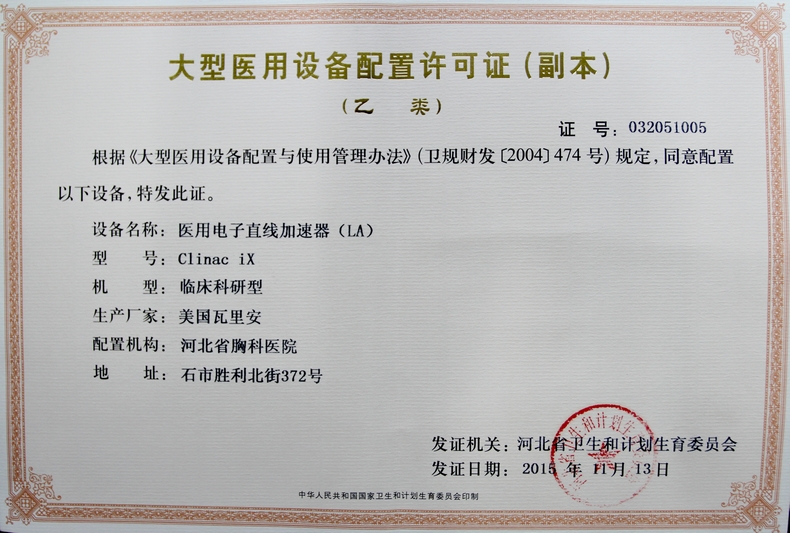 大型医用设备配置许可证（副本）
（乙 类）
证 号：032051005
根据《大型医用设备配置与使用管理办法》（卫规财发〔2004〕474 号）规定，同意配置
以下设备，特发此证。
设备名称：医用电子直线加速器（LA）
型 号：Clinac iX
机 型：临床科研型
生产厂家：美国瓦里安
配置机构：河北省胸科医院
地 址：石市胜利北街372号
发证机关：河北省卫生和计划生育委员会
发证日期：2015 年 11月 13日
中华人民共和国国家卫生和计划生育委员会印制